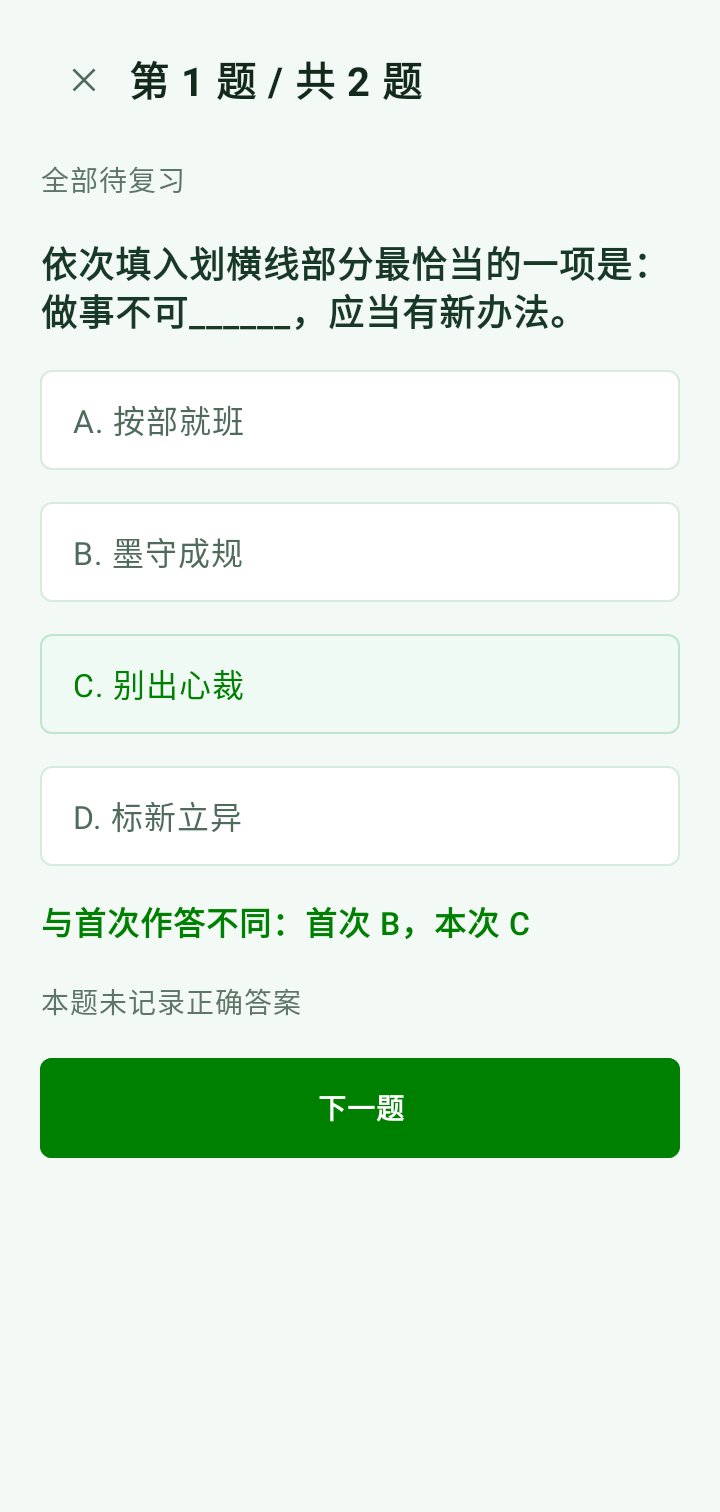 第 1 题 / 共 2 题
全部待复习
依次填入划横线部分最恰当的一项是：
做事不可______，应当有新办法。
A. 按部就班
B. 墨守成规
C. 别出心裁
D. 标新立异
与首次作答不同：首次 B，本次 C
本题未记录正确答案
下一题